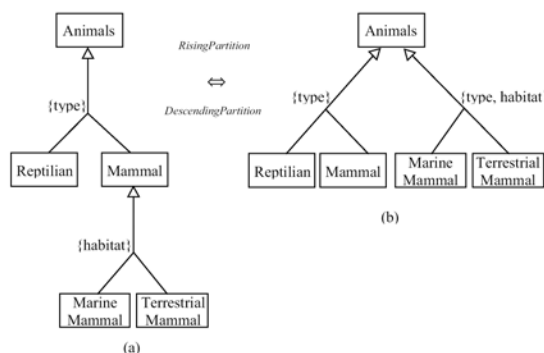 Animals
{type}
Reptilian
Mammal
{habitat}
Marine
Mammal
Terrestrial
Mammal
(a)
RisingPartition
⇔
DescendingPartition
Animals
{type}
{type, habitat}
Reptilian
Mammal
Marine
Mammal
Terrestrial
Mammal
(b)